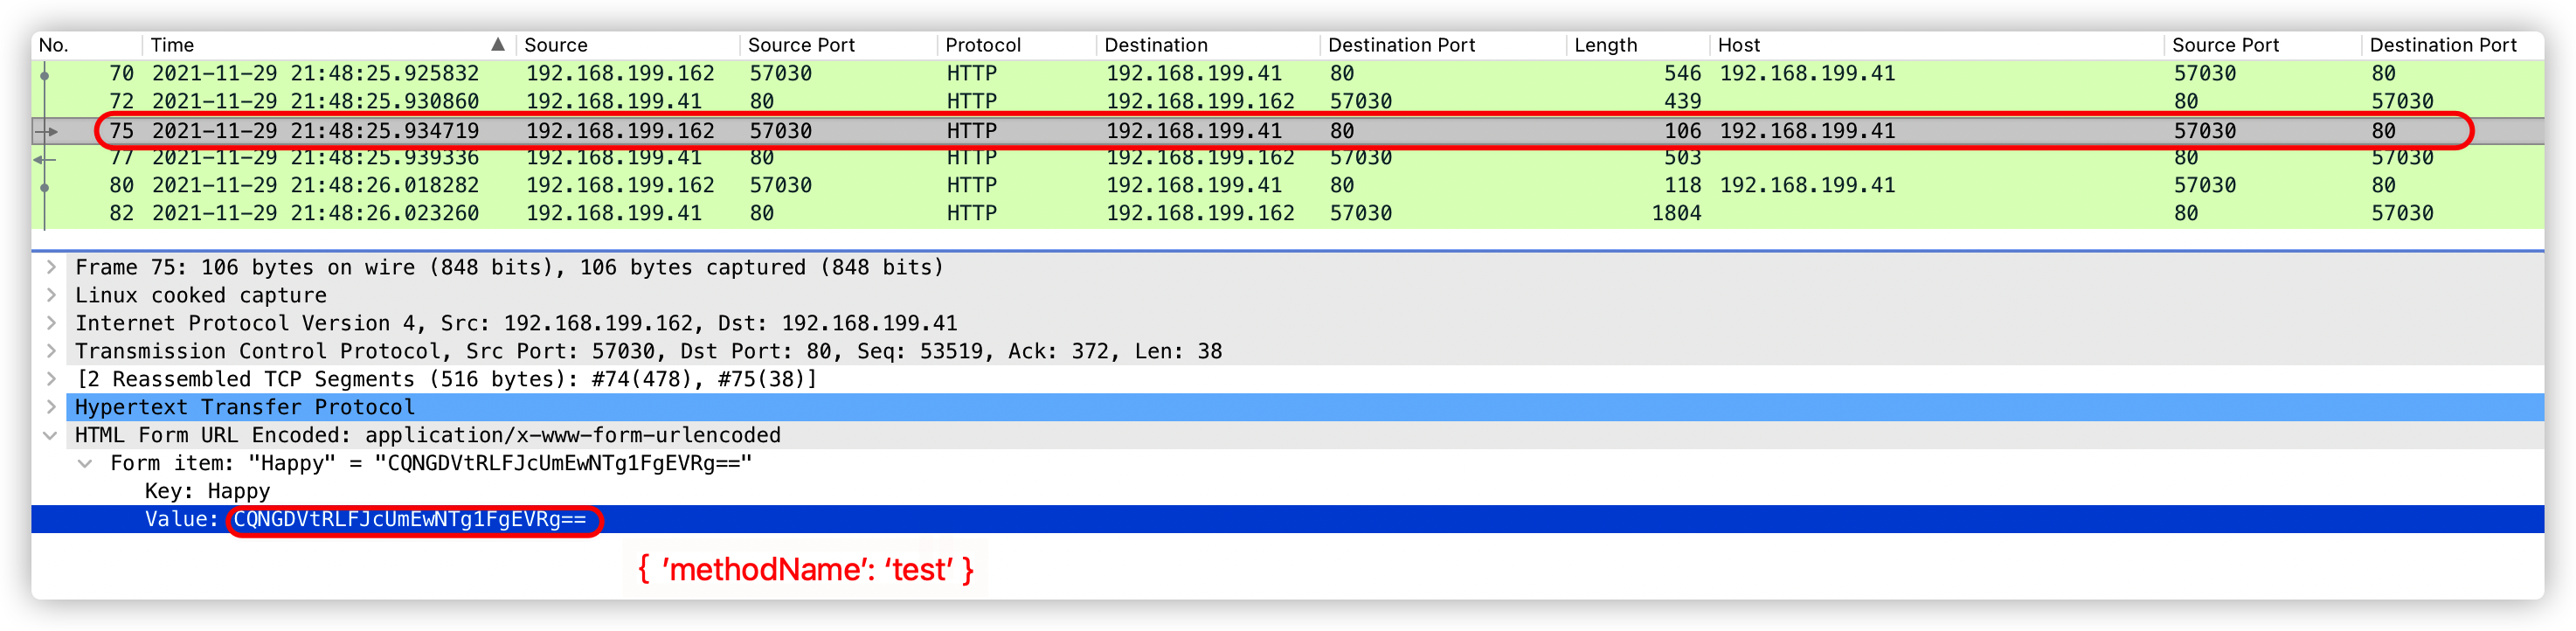 No. Time Source Source Port Protocol Destination Destination Port Length Host Source Port Destination Port
70 2021-11-29 21:48:25.925832 192.168.199.162 57030 HTTP 192.168.199.41 80 546 192.168.199.41 57030 80
72 2021-11-29 21:48:25.930860 192.168.199.41 80 HTTP 192.168.199.162 57030 439 80 57030
75 2021-11-29 21:48:25.934719 192.168.199.162 57030 HTTP 192.168.199.41 80 106 192.168.199.41 57030 80
77 2021-11-29 21:48:25.939336 192.168.199.41 80 HTTP 192.168.199.162 57030 503 80 57030
80 2021-11-29 21:48:26.018282 192.168.199.162 57030 HTTP 192.168.199.41 80 118 192.168.199.41 57030 80
82 2021-11-29 21:48:26.023260 192.168.199.41 80 HTTP 192.168.199.162 57030 1804 80 57030
Frame 75: 106 bytes on wire (848 bits), 106 bytes captured (848 bits)
Linux cooked capture
Internet Protocol Version 4, Src: 192.168.199.162, Dst: 192.168.199.41
Transmission Control Protocol, Src Port: 57030, Dst Port: 80, Seq: 53519, Ack: 372, Len: 38
[2 Reassembled TCP Segments (516 bytes): #74(478), #75(38)]
Hypertext Transfer Protocol
HTML Form URL Encoded: application/x-www-form-urlencoded
Form item: "Happy" = "CQNGDVtRLFJcUmEwNTg1FgEVRg=="
Key: Happy
Value: CQNGDVtRLFJcUmEwNTg1FgEVRg==
{ ’methodName’: ‘test’ }